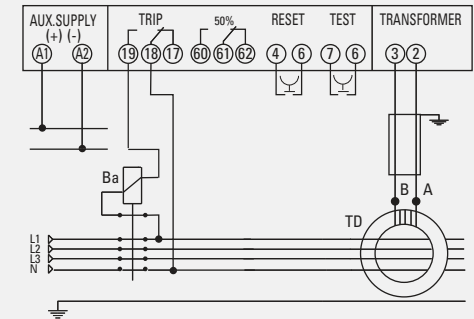 AUX.SUPPLY TRIP 50% RESET TEST TRANSFORMER
(+) (-)
A1 A2 19 18 17 60 61 62 4 6 7 6 3 2
Ba
B A
TD
L1
L2
L3
N